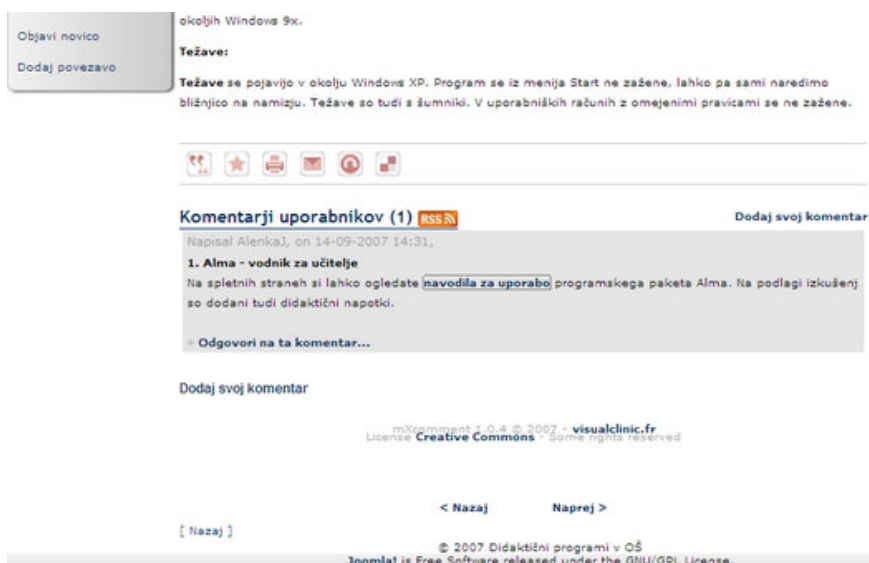 okoljih Windows 9x.
Objavi novico
Dodaj povezavo
Težave:
Težave se pojavijo v okolju Windows XP. Program se iz menija Start ne zažene, lahko pa sami naredimo
bližnjico na namizju. Težave so tudi s šumniki. V uporabniških računih z omejenimi pravicami se ne zažene.
Komentarji uporabnikov (1) RSS
Dodaj svoj komentar
Napisal AlenkaJ, on 14-09-2007 14:31,
1. Alma - vodnik za učitelje
Na spletnih straneh si lahko ogledate navodila za uporabo programskega paketa Alma. Na podlagi izkušenj
so dodani tudi didaktični napotki.
» Odgovori na ta komentar...
Dodaj svoj komentar
mXcomment 1.0.4 © 2007 - visualclinic.fr
License Creative Commons - Some rights reserved
< Nazaj
Naprej >
[ Nazaj ]
© 2007 Didaktični programi v OŠ
Joomla! is Free Software released under the GNU/GPL License.